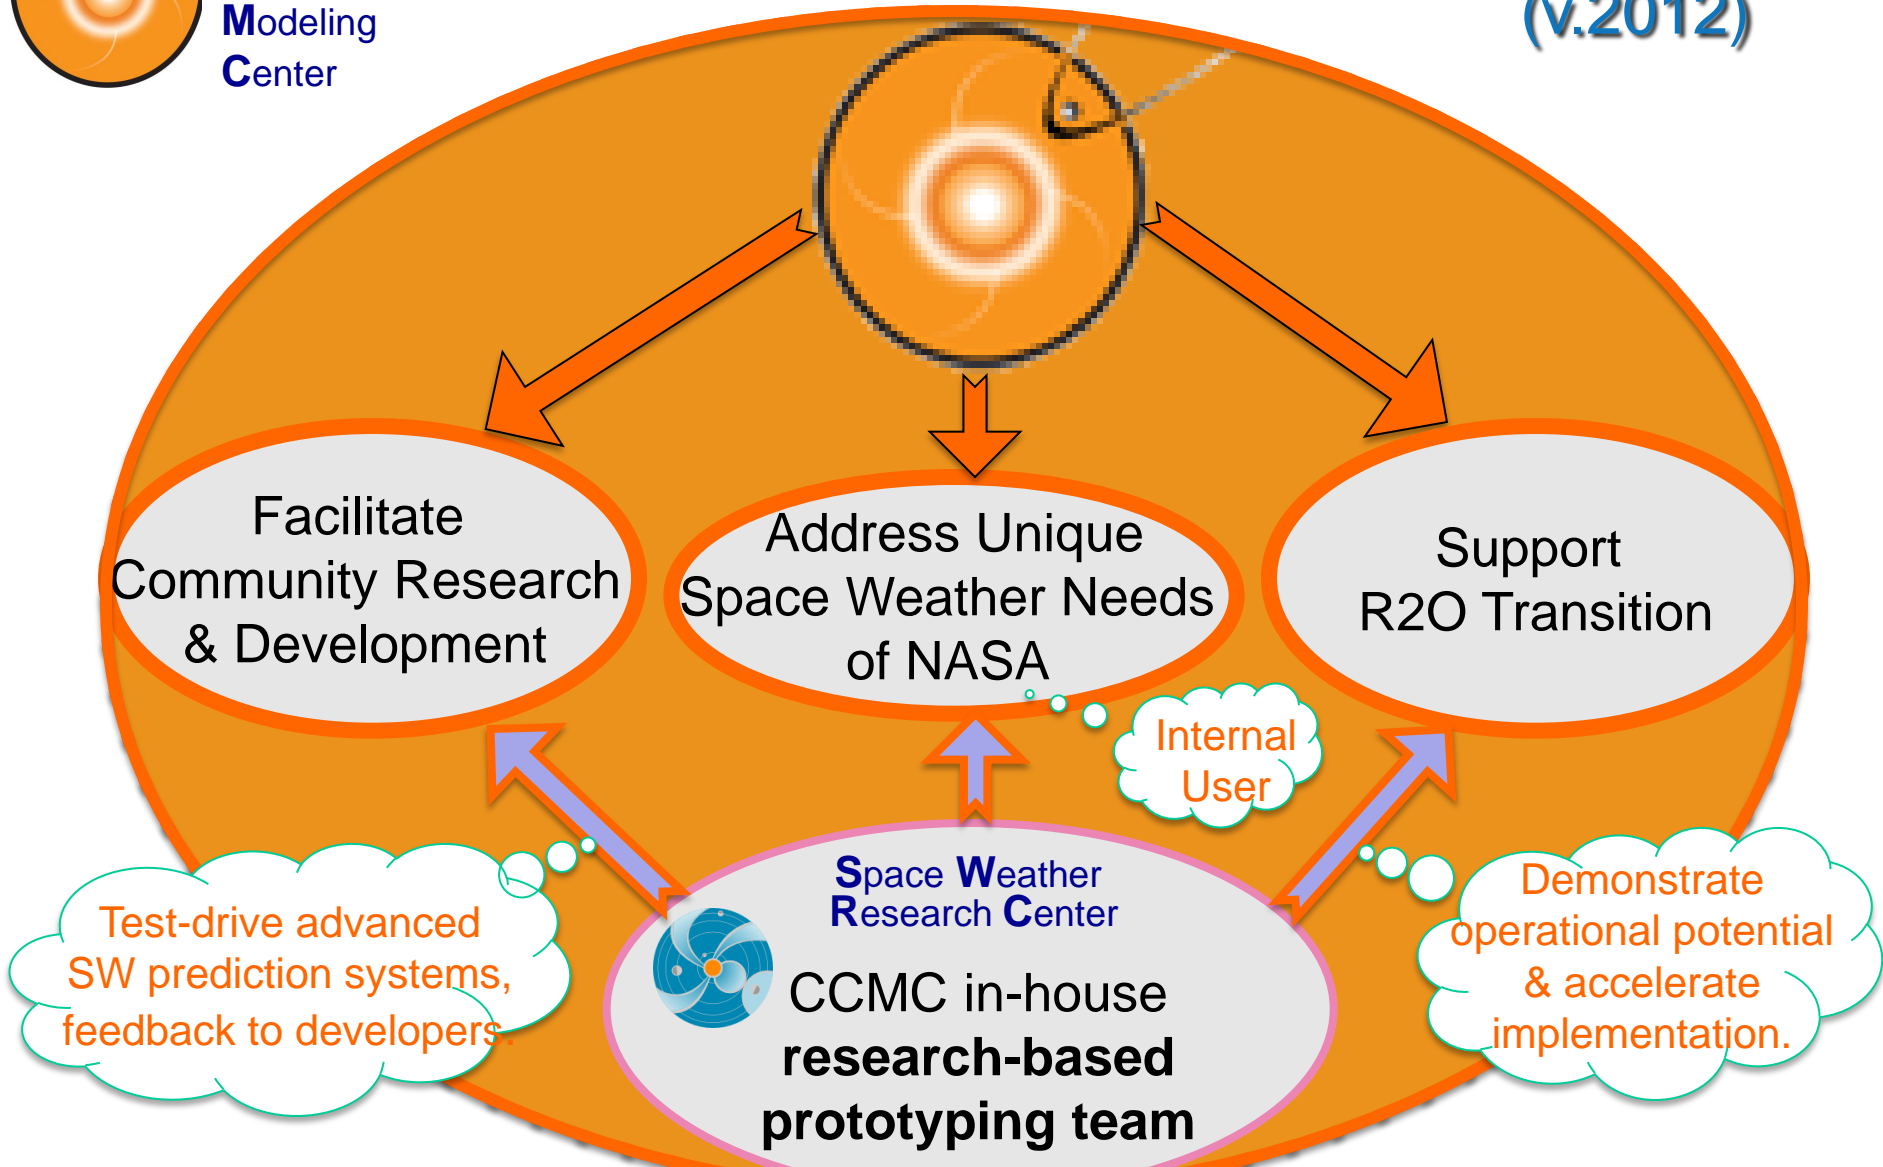 Modeling
Center
(v.2012)
Facilitate
Community Research
& Development
Address Unique
Space Weather Needs
of NASA
Support
R2O Transition
Internal
User
Test-drive advanced
SW prediction systems,
feedback to developers.
Space Weather
Research Center
CCMC in-house
research-based
prototyping team
Demonstrate
operational potential
& accelerate
implementation.